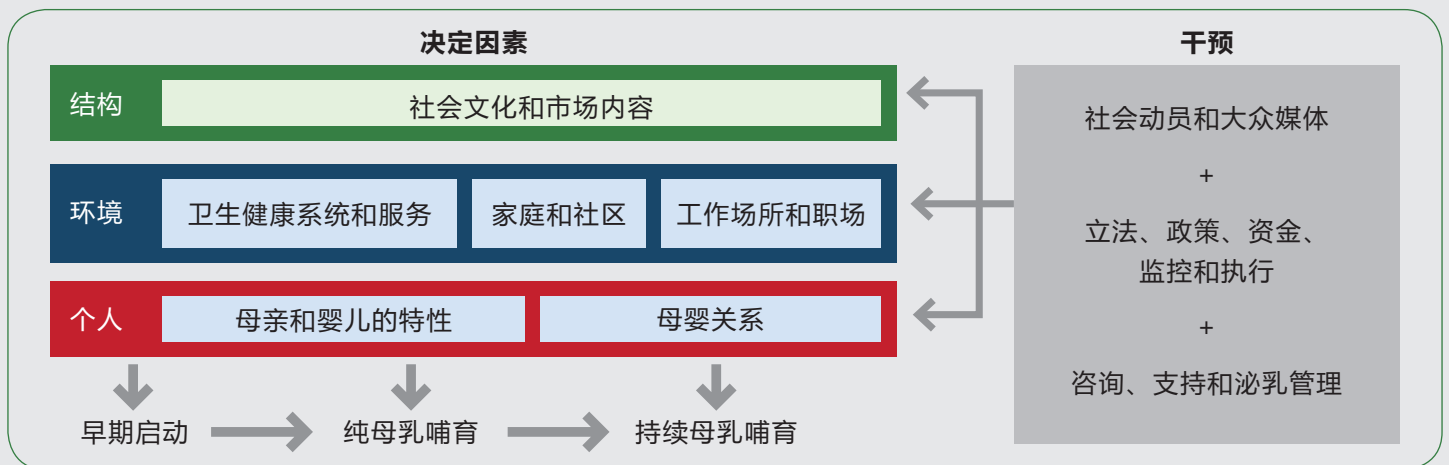 决定因素
干预
结构
社会文化和市场内容
环境
卫生健康系统和服务
家庭和社区
工作场所和职场
个人
母亲和婴儿的特性
母婴关系
早期启动
纯母乳哺育
持续母乳哺育
社会动员和大众媒体
+
立法、政策、资金、
监控和执行
+
咨询、支持和泌乳管理